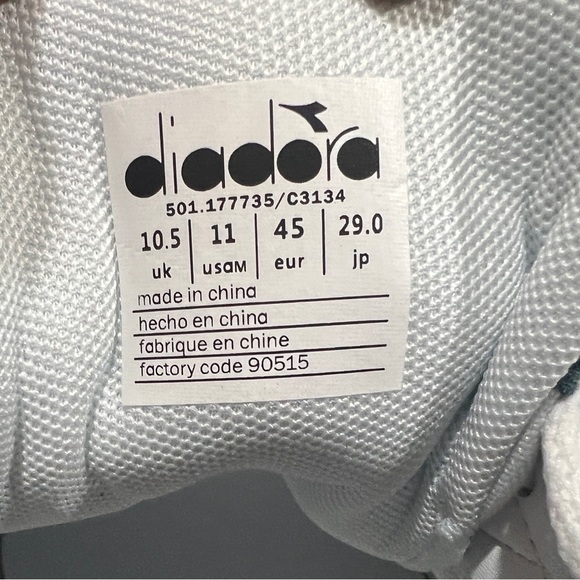 diadora
501.177735/C3134
10.5 11 45 29.0
uk usaM eur jp
made in china
hecho en china
fabrique en chine
factory code 90515